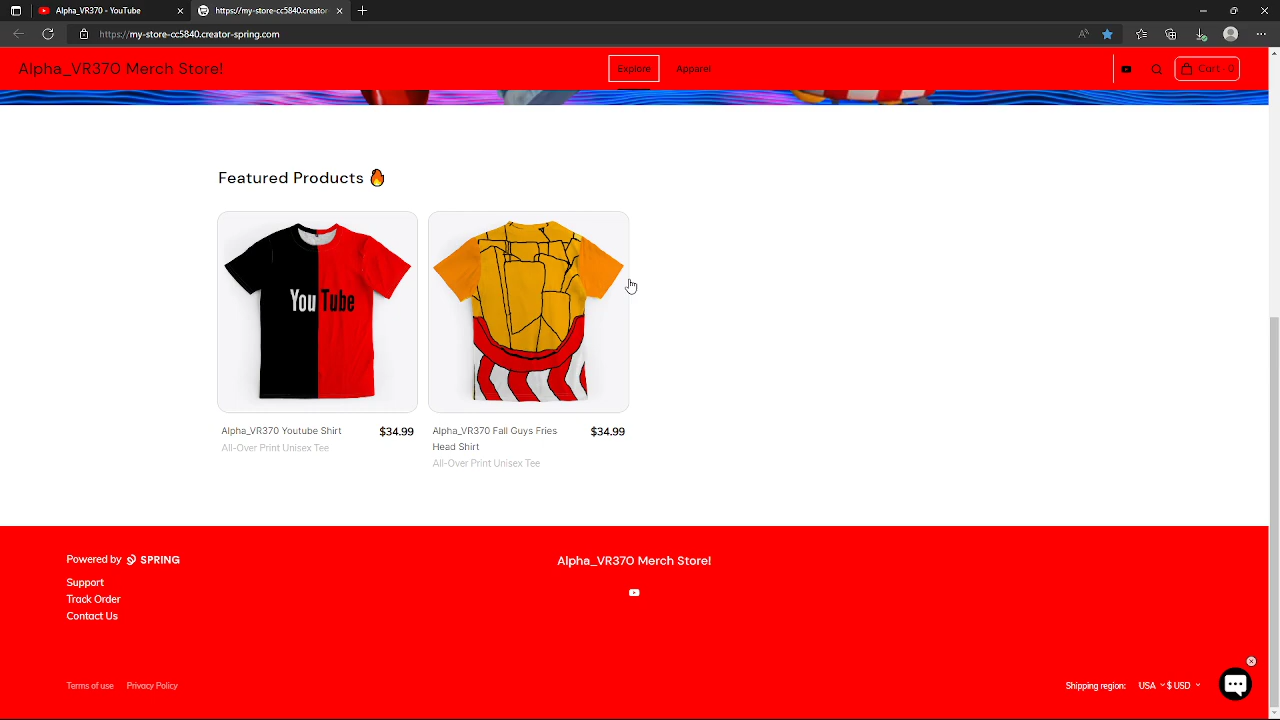 Alpha_VR370 - YouTube
https://my-store-cc5840.creator-s
https://my-store-cc5840.creator-spring.com
Alpha_VR370 Merch Store!
Explore
Apparel
Cart - 0
Featured Products 🔥
You Tube
Alpha_VR370 Youtube Shirt
$34.99
All-Over Print Unisex Tee
Alpha_VR370 Fall Guys Fries
Head Shirt
$34.99
All-Over Print Unisex Tee
Powered by SPRING
Support
Track Order
Contact Us
Alpha_VR370 Merch Store!
Terms of use
Privacy Policy
Shipping region: USA $ USD